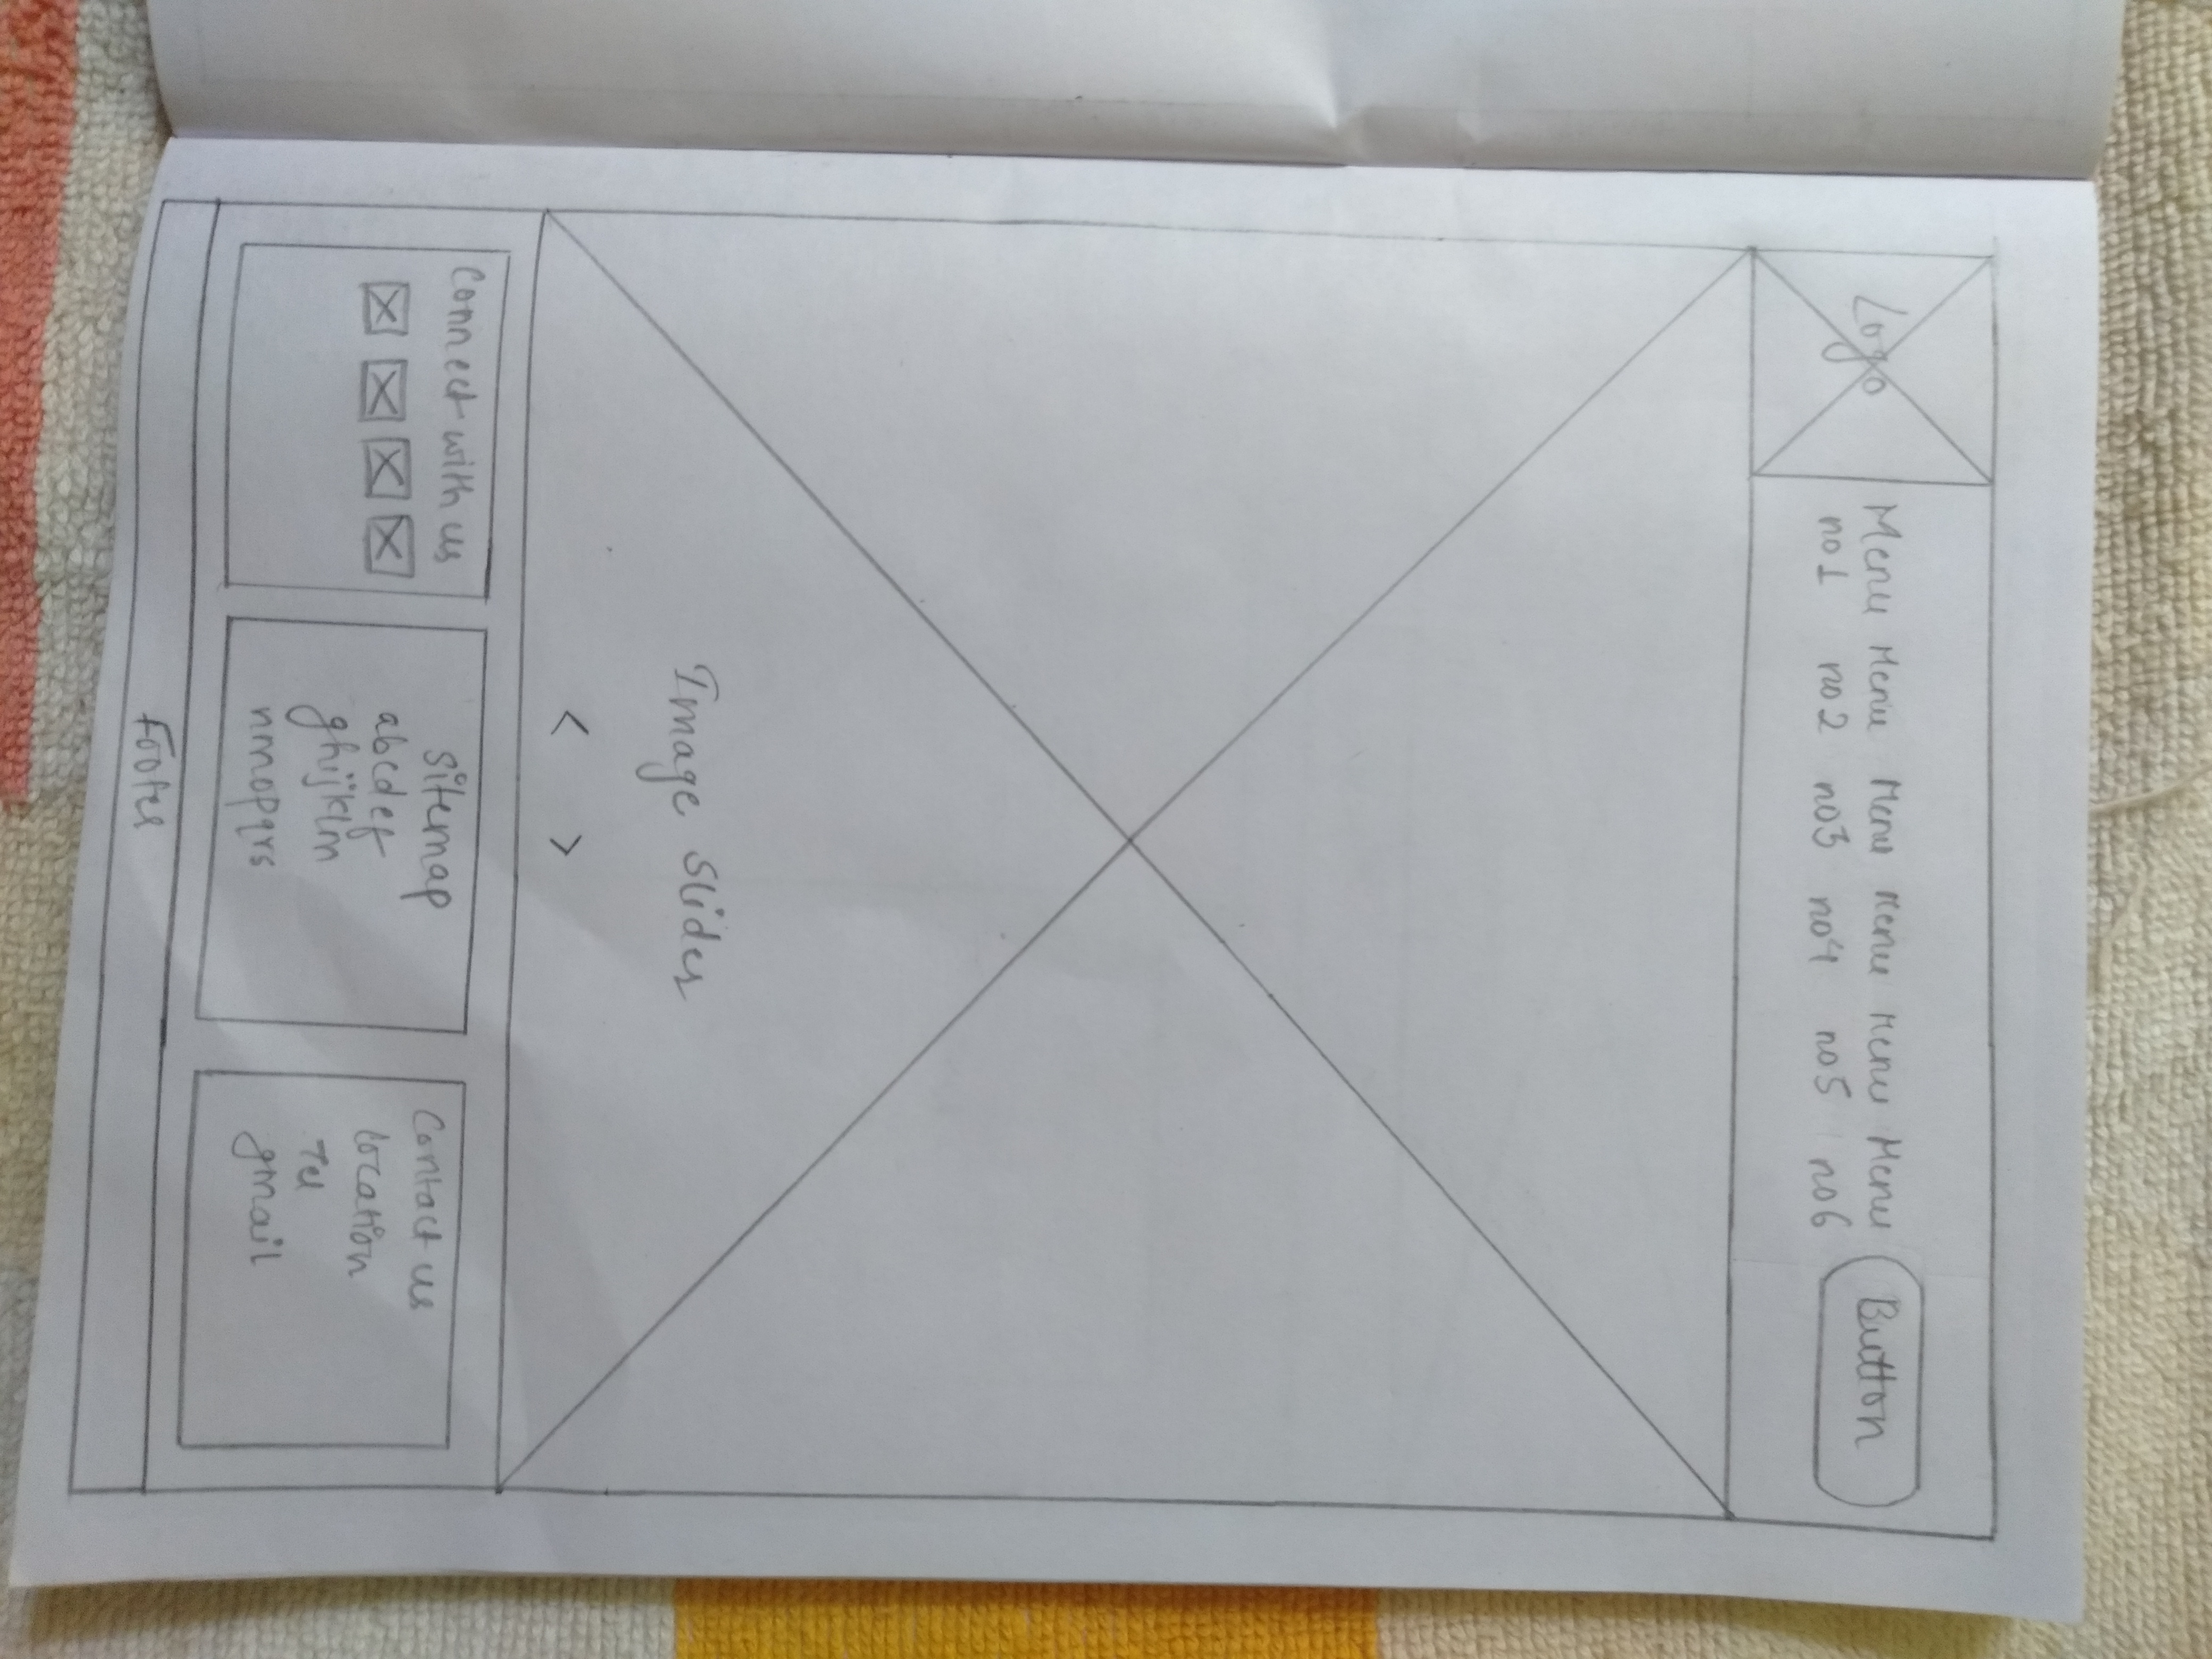 Logo
Menu no1
Menu no2
Menu no3
Menu no4
Menu no5
Menu no6
Button
Image Slider
< >
Connect with us
sitemap
abcdef
ghijklm
nmopqrs
Contact us
location
Tel
gmail
Footer